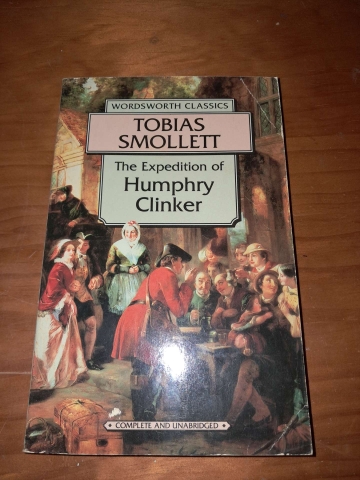 WORDSWORTH CLASSICS
TOBIAS
SMOLLETT
The Expedition of
Humphry
Clinker
• COMPLETE AND UNABRIDGED •